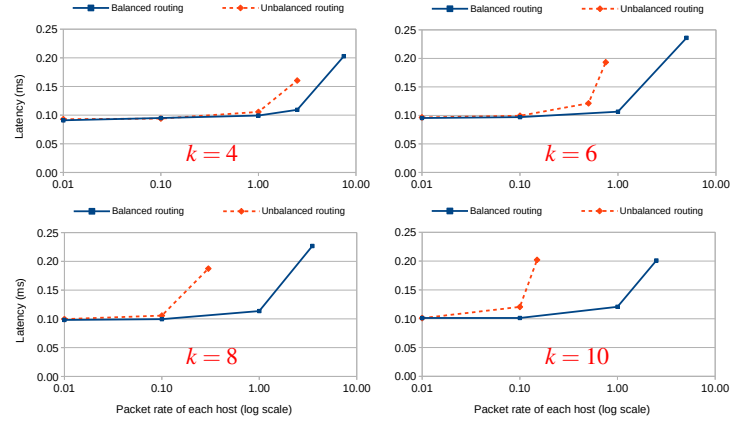 Balanced routing Unbalanced routing
Balanced routing Unbalanced routing
Latency (ms)
0.25
0.20
0.15
0.10
0.05
0.00
0.01 0.10 1.00 10.00
k = 4
0.25
0.20
0.15
0.10
0.05
0.00
0.01 0.10 1.00 10.00
k = 6
Balanced routing Unbalanced routing
Balanced routing Unbalanced routing
Latency (ms)
0.25
0.20
0.15
0.10
0.05
0.00
0.01 0.10 1.00 10.00
k = 8
Packet rate of each host (log scale)
0.25
0.20
0.15
0.10
0.05
0.00
0.01 0.10 1.00 10.00
k = 10
Packet rate of each host (log scale)